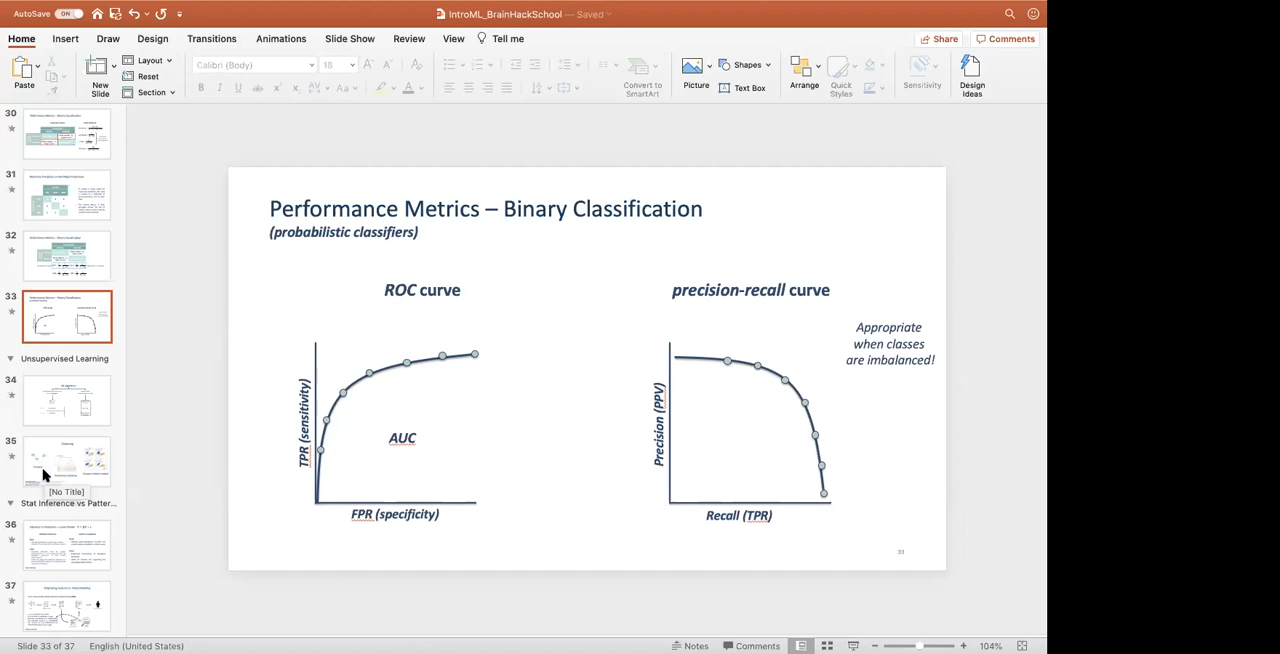 AutoSave ON
IntroML_BrainHackSchool — Saved
Home Insert Draw Design Transitions Animations Slide Show Review View Tell me
Share Comments
Paste
New Slide
Layout
Reset
Section
Calibri (Body) 18
Convert to SmartArt
Picture
Shapes
Text Box
Arrange
Quick Styles
Sensitivity
Design Ideas
30
31
32
33
Unsupervised Learning
34
35
[No Title]
Stat Inference vs Patter...
36
37
Performance Metrics – Binary Classification
(probabilistic classifiers)
ROC curve
TPR (sensitivity)
AUC
FPR (specificity)
precision-recall curve
Appropriate
when classes
are imbalanced!
Precision (PPV)
Recall (TPR)
33
Slide 33 of 37 English (United States) Notes Comments 104%